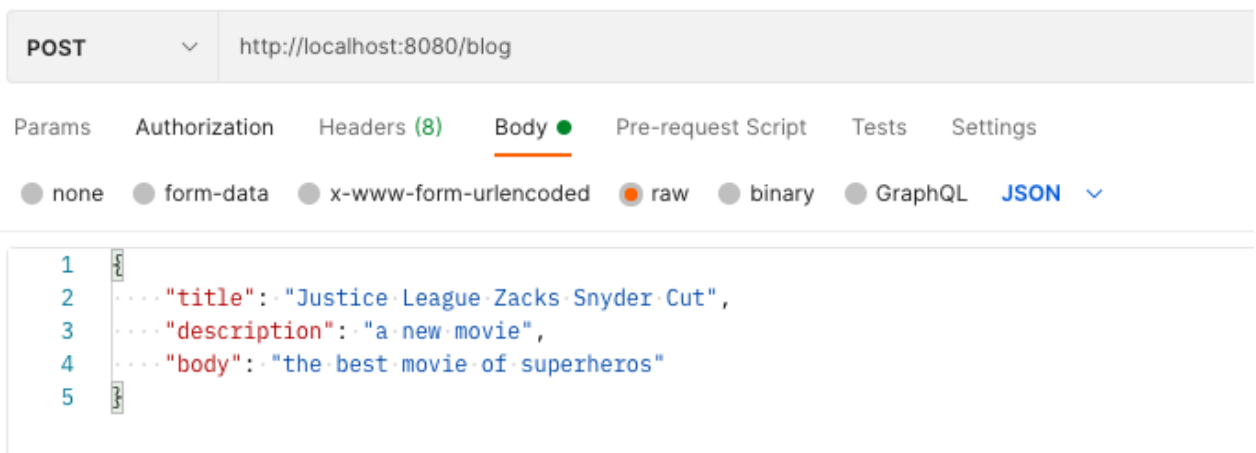 POST http://localhost:8080/blog
Params Authorization Headers (8) Body Pre-request Script Tests Settings
none form-data x-www-form-urlencoded raw binary GraphQL JSON
1 {
2 "title": "Justice League Zacks Snyder Cut",
3 "description": "a new movie",
4 "body": "the best movie of superheros"
5 }